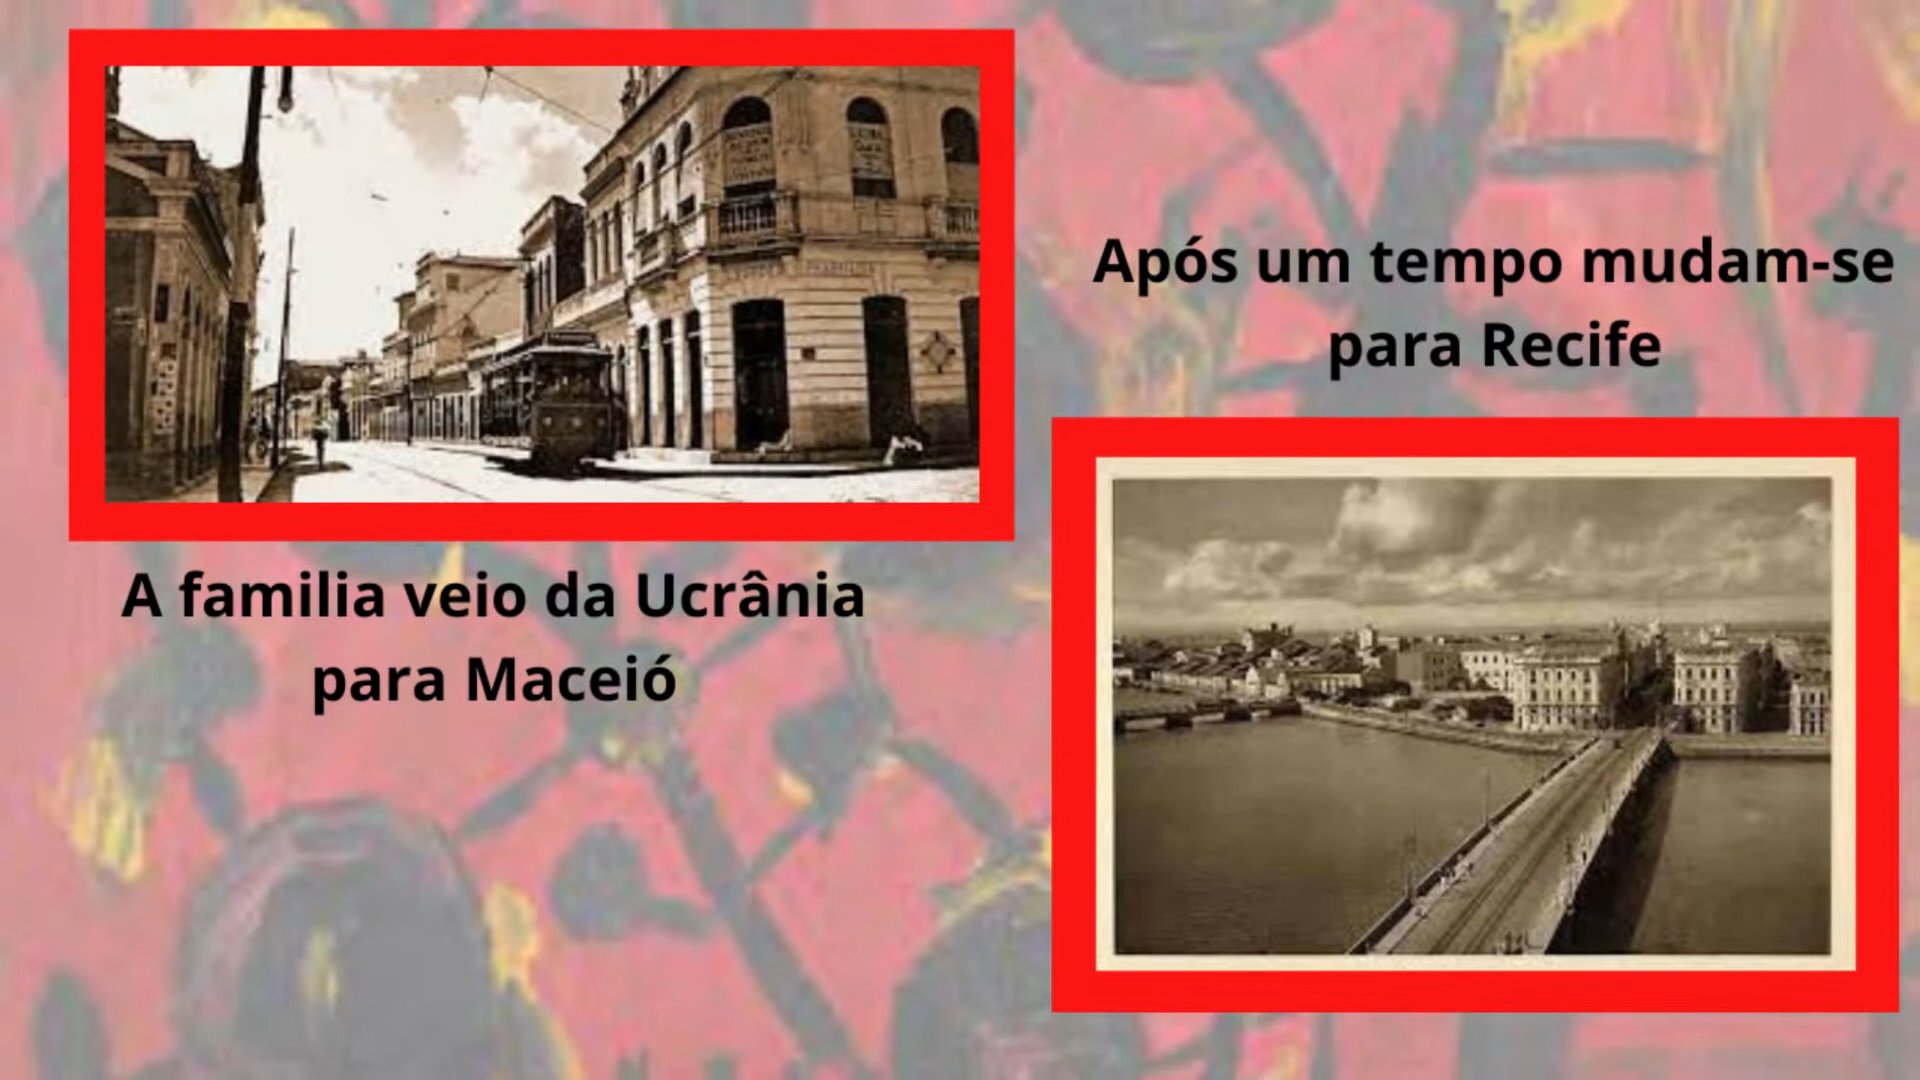 A familia veio da Ucrânia
para Maceió
Após um tempo mudam-se
para Recife